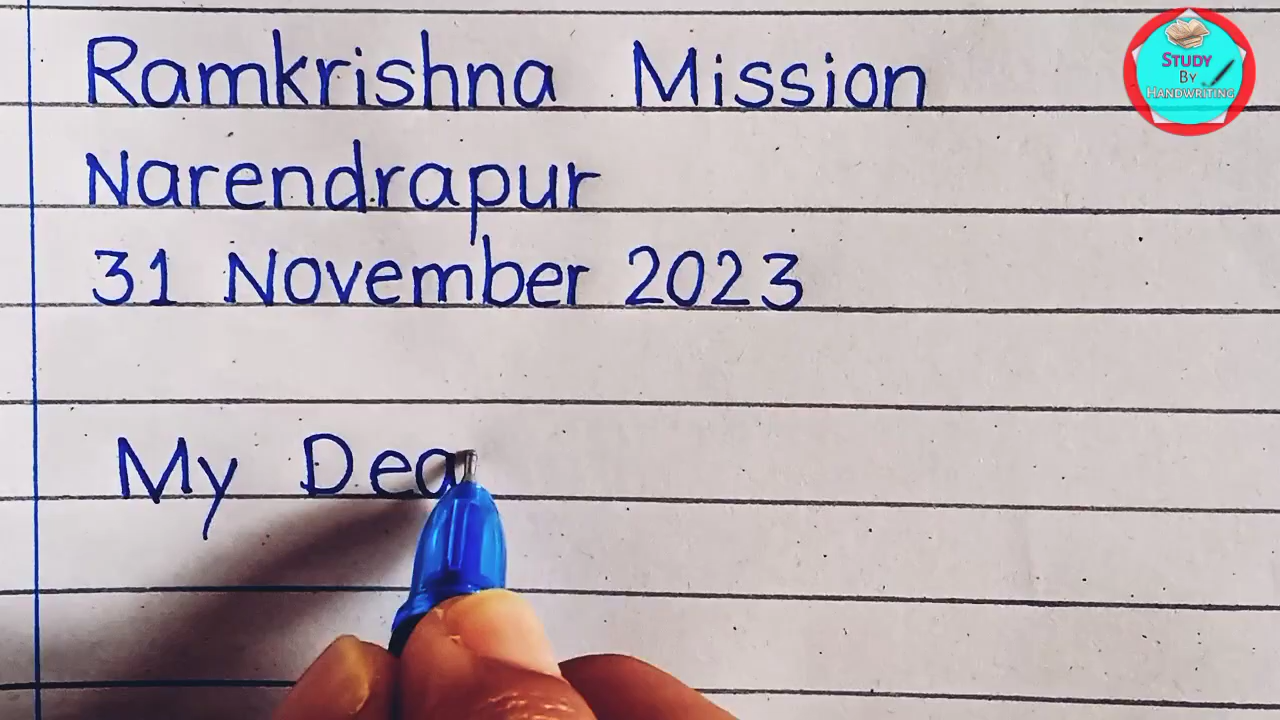 Ramkrishna Mission
Narendrapur
31 November 2023
My Dea
STUDY
BY
HANDWRITING